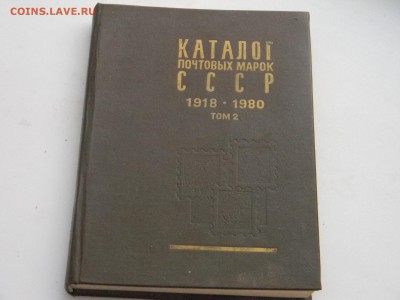 COINS.LAVE.RU
КАТАЛОГ
ПОЧТОВЫХ МАРОК
СССР
1918 • 1980
ТОМ 2